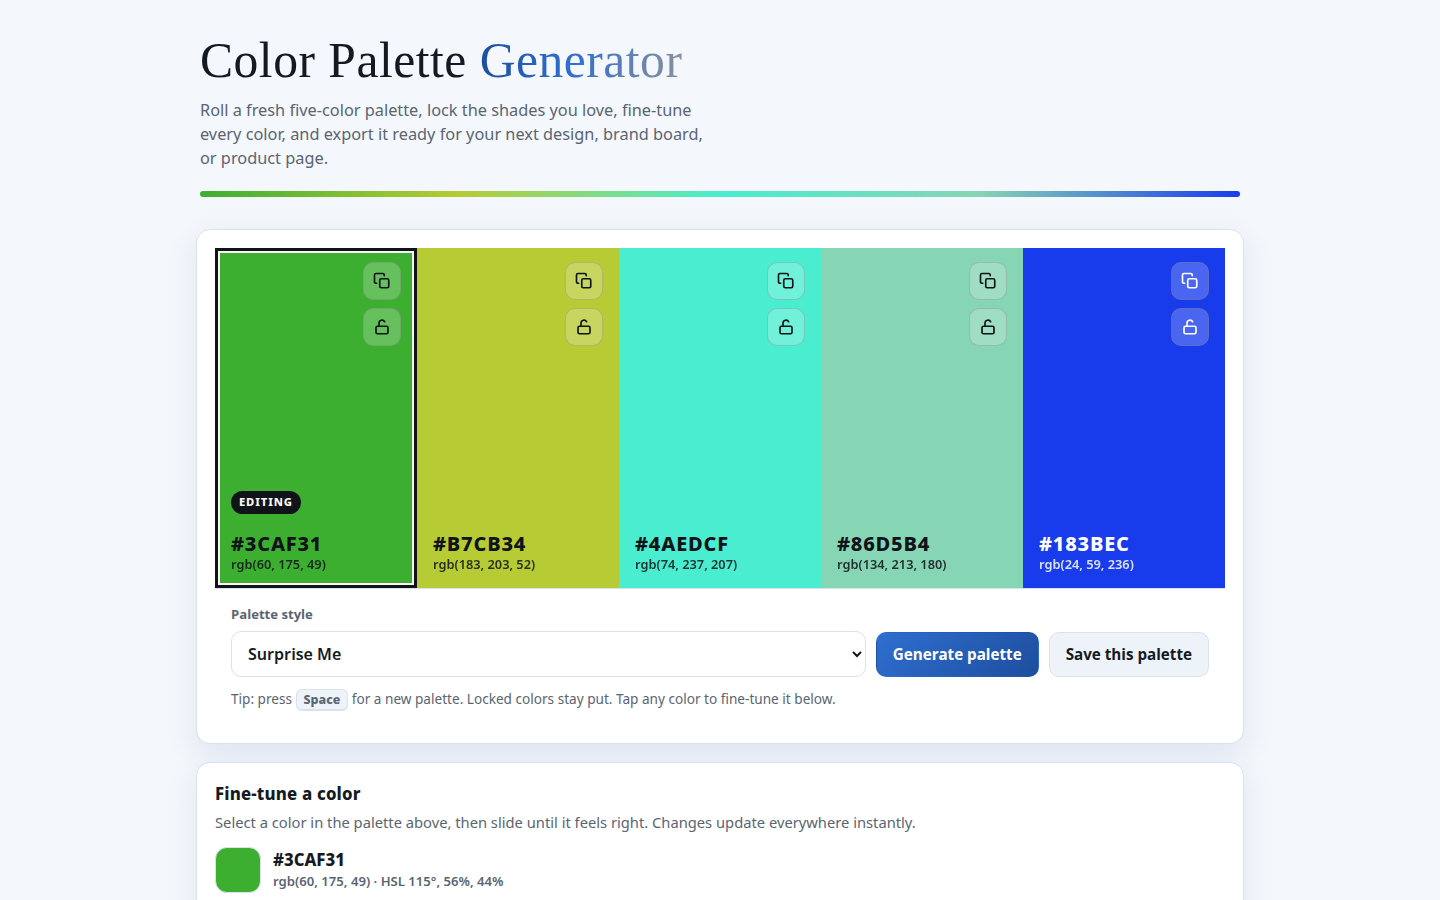 Color Palette Generator
Roll a fresh five-color palette, lock the shades you love, fine-tune
every color, and export it ready for your next design, brand board,
or product page.
EDITING
#3CAF31
rgb(60, 175, 49)
#B7CB34
rgb(183, 203, 52)
#4AEDCF
rgb(74, 237, 207)
#86D5B4
rgb(134, 213, 180)
#183BEC
rgb(24, 59, 236)
Palette style
Surprise Me
Generate palette
Save this palette
Tip: press Space for a new palette. Locked colors stay put. Tap any color to fine-tune it below.
Fine-tune a color
Select a color in the palette above, then slide until it feels right. Changes update everywhere instantly.
#3CAF31
rgb(60, 175, 49) · HSL 115°, 56%, 44%